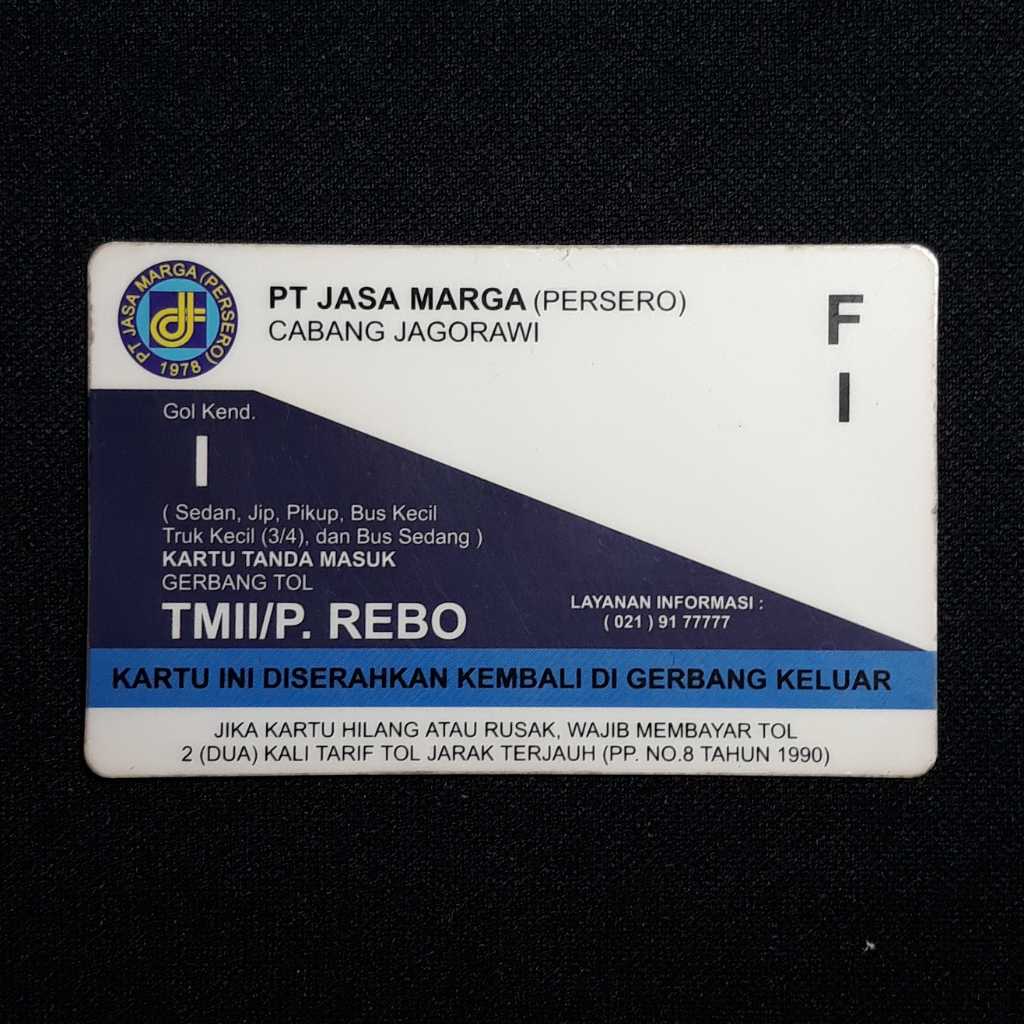 PT JASA MARGA (PERSERO)
1978
PT JASA MARGA (PERSERO)
CABANG JAGORAWI
F
I
Gol Kend.
I
( Sedan, Jip, Pikup, Bus Kecil
Truk Kecil (3/4), dan Bus Sedang )
KARTU TANDA MASUK
GERBANG TOL
TMII/P. REBO
LAYANAN INFORMASI :
( 021 ) 91 77777
KARTU INI DISERAHKAN KEMBALI DI GERBANG KELUAR
JIKA KARTU HILANG ATAU RUSAK, WAJIB MEMBAYAR TOL
2 (DUA) KALI TARIF TOL JARAK TERJAUH (PP. NO.8 TAHUN 1990)